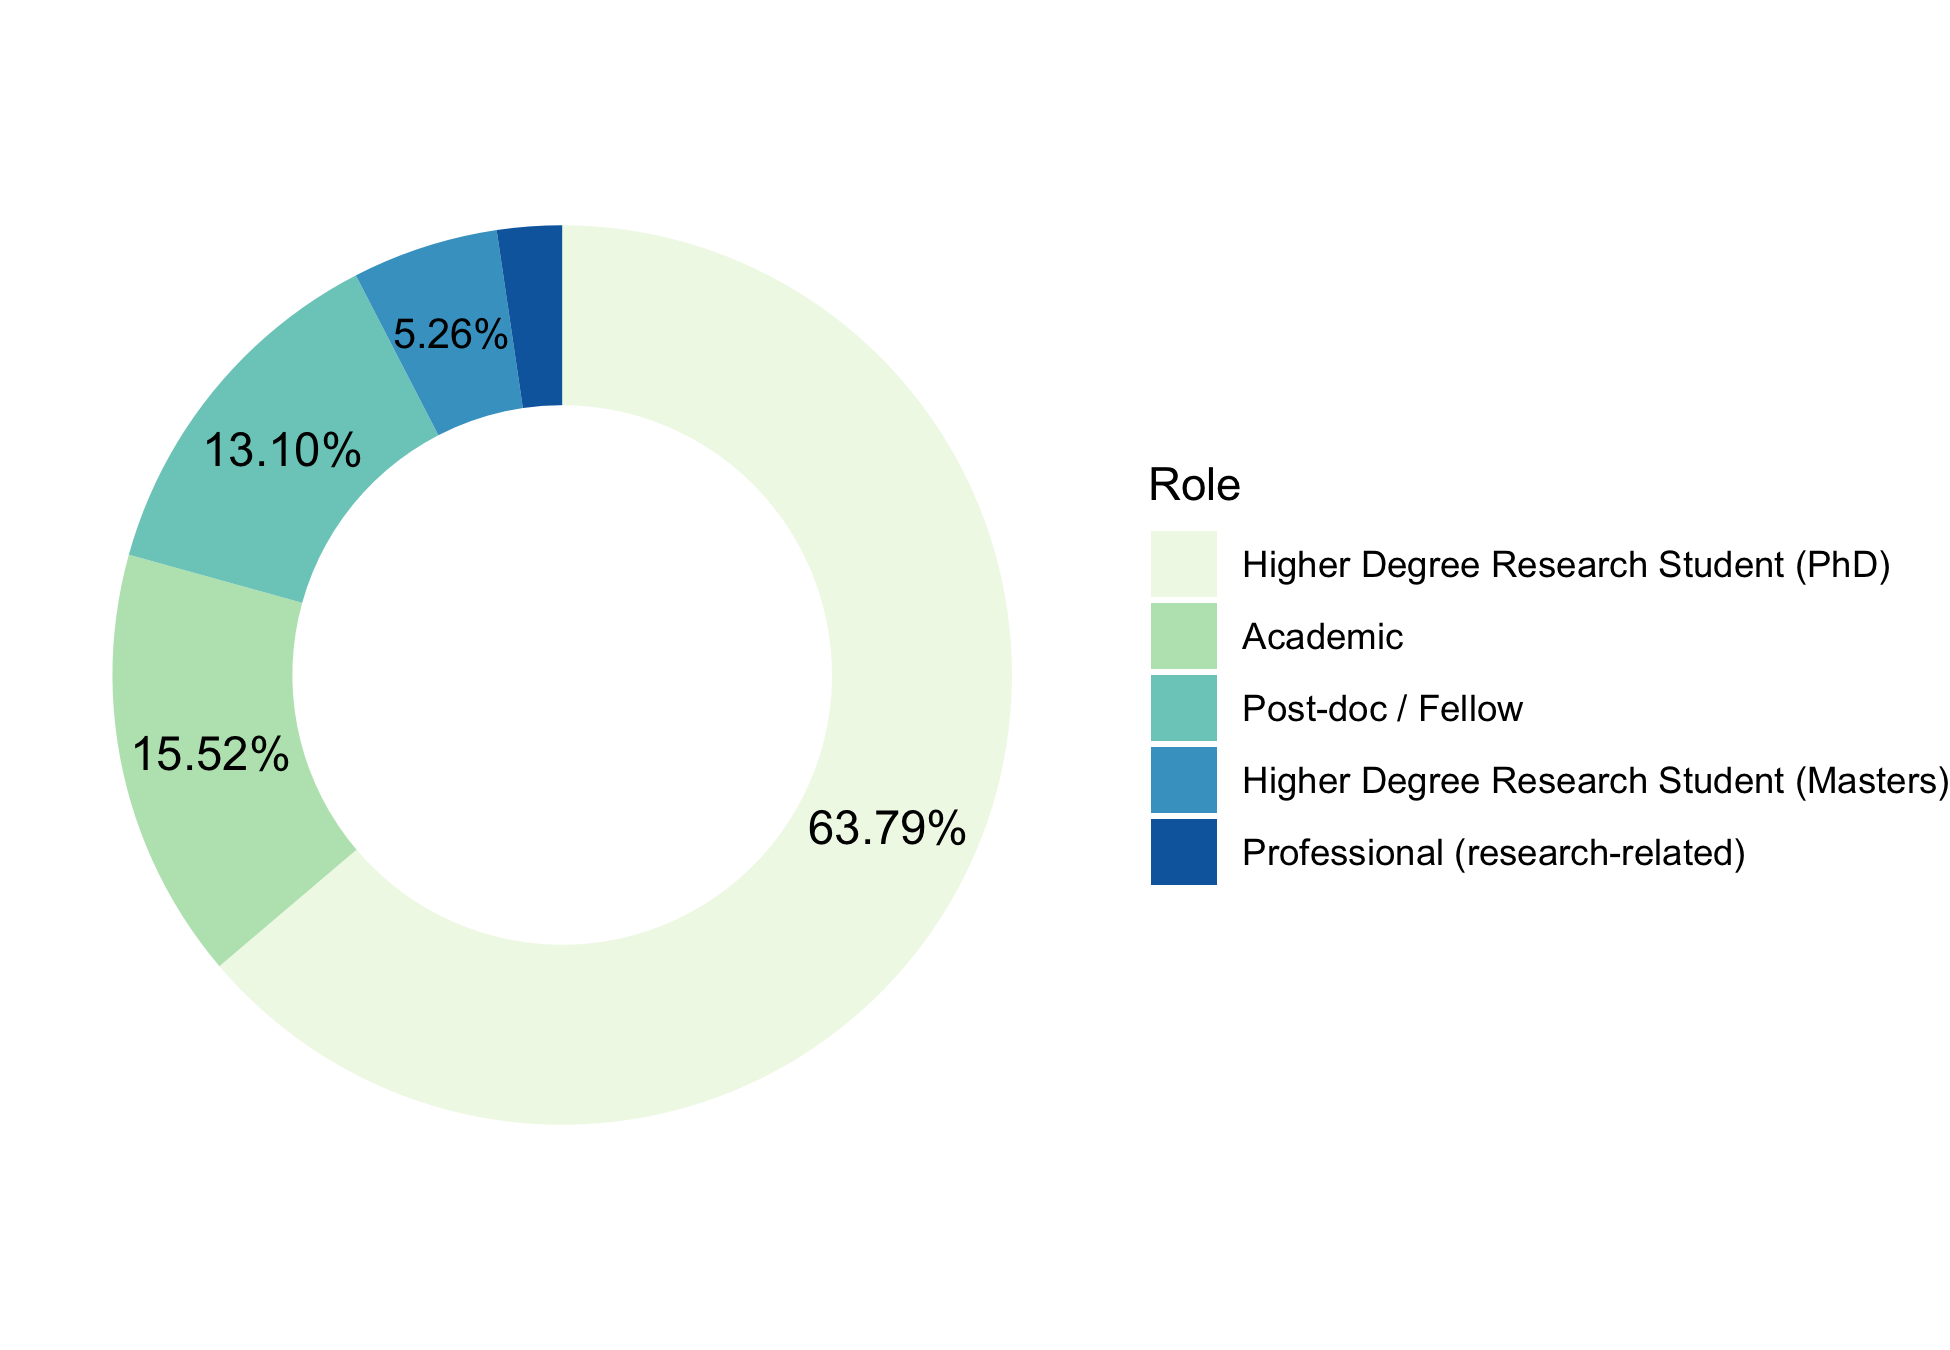 5.26%
13.10%
15.52%
63.79%
Role
Higher Degree Research Student (PhD)
Academic
Post-doc / Fellow
Higher Degree Research Student (Masters)
Professional (research-related)